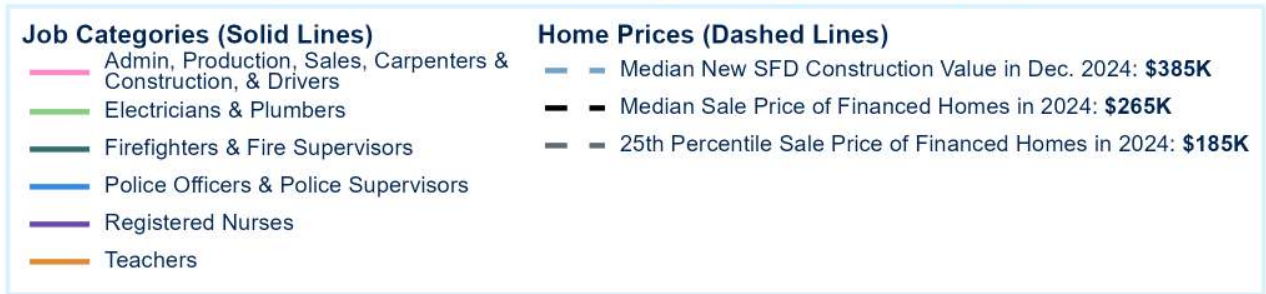 Job Categories (Solid Lines)
Admin, Production, Sales, Carpenters &
Construction, & Drivers
Electricians & Plumbers
Firefighters & Fire Supervisors
Police Officers & Police Supervisors
Registered Nurses
Teachers
Home Prices (Dashed Lines)
Median New SFD Construction Value in Dec. 2024: $385K
Median Sale Price of Financed Homes in 2024: $265K
25th Percentile Sale Price of Financed Homes in 2024: $185K